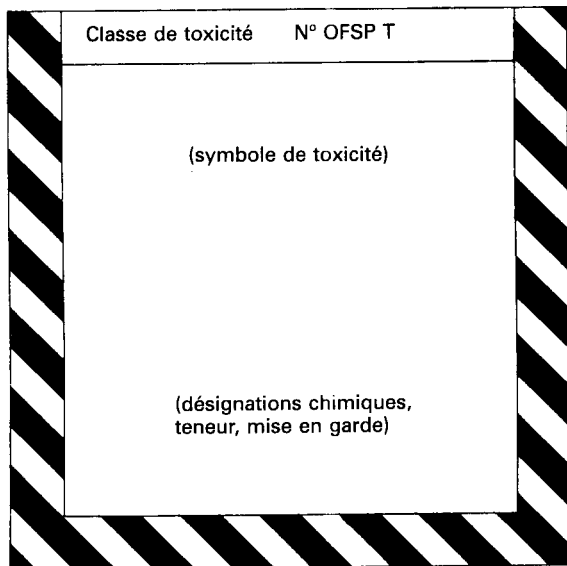 Classe de toxicité N° OFSP T
(symbole de toxicité)
(désignations chimiques,
teneur, mise en garde)